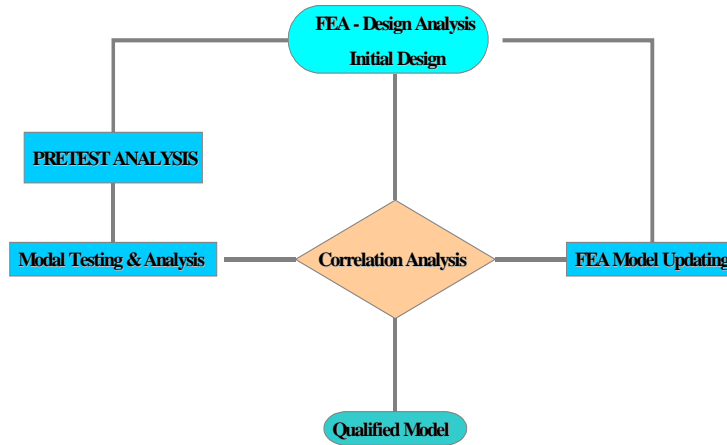 FEA - Design Analysis
Initial Design
PRETEST ANALYSIS
Modal Testing & Analysis
Correlation Analysis
FEA Model Updating
Qualified Model